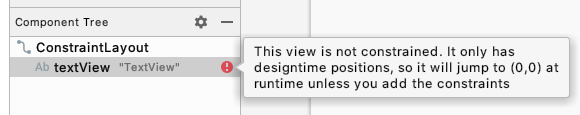 Component Tree
ConstraintLayout
Ab textView "TextView"
This view is not constrained. It only has
designtime positions, so it will jump to (0,0) at
runtime unless you add the constraints